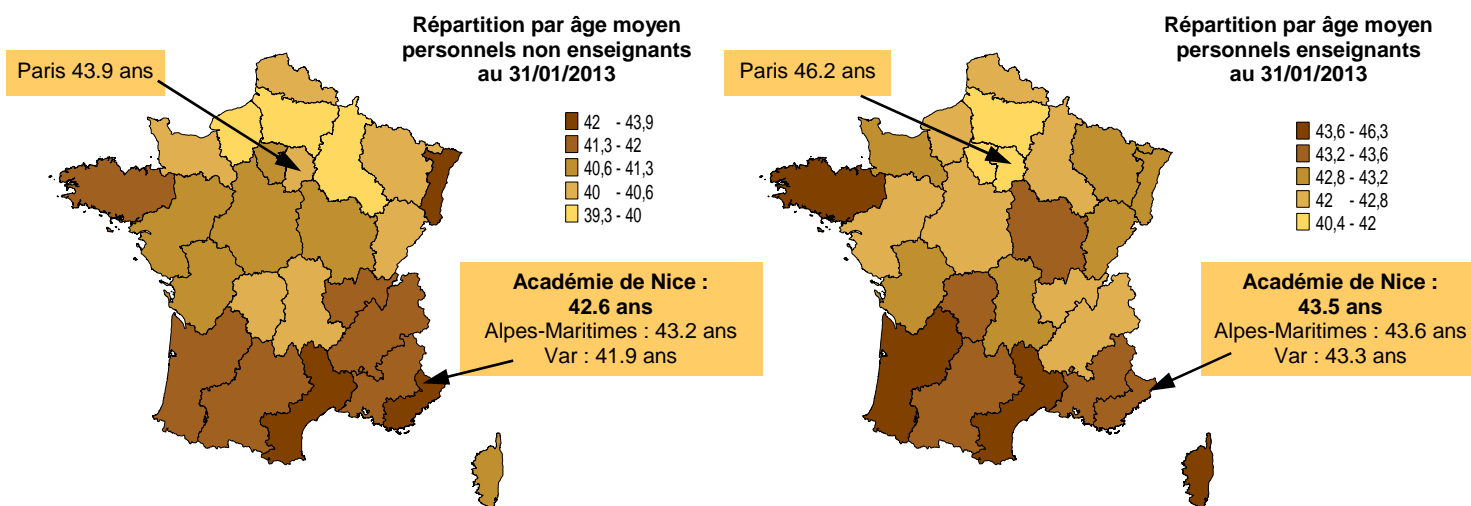 Répartition par âge moyen
personnels non enseignants
au 31/01/2013
Paris 43.9 ans
42 - 43,9
41,3 - 42
40,6 - 41,3
40 - 40,6
39,3 - 40
Académie de Nice :
42.6 ans
Alpes-Maritimes : 43.2 ans
Var : 41.9 ans
Répartition par âge moyen
personnels enseignants
au 31/01/2013
Paris 46.2 ans
43,6 - 46,3
43,2 - 43,6
42,8 - 43,2
42 - 42,8
40,4 - 42
Académie de Nice :
43.5 ans
Alpes-Maritimes : 43.6 ans
Var : 43.3 ans